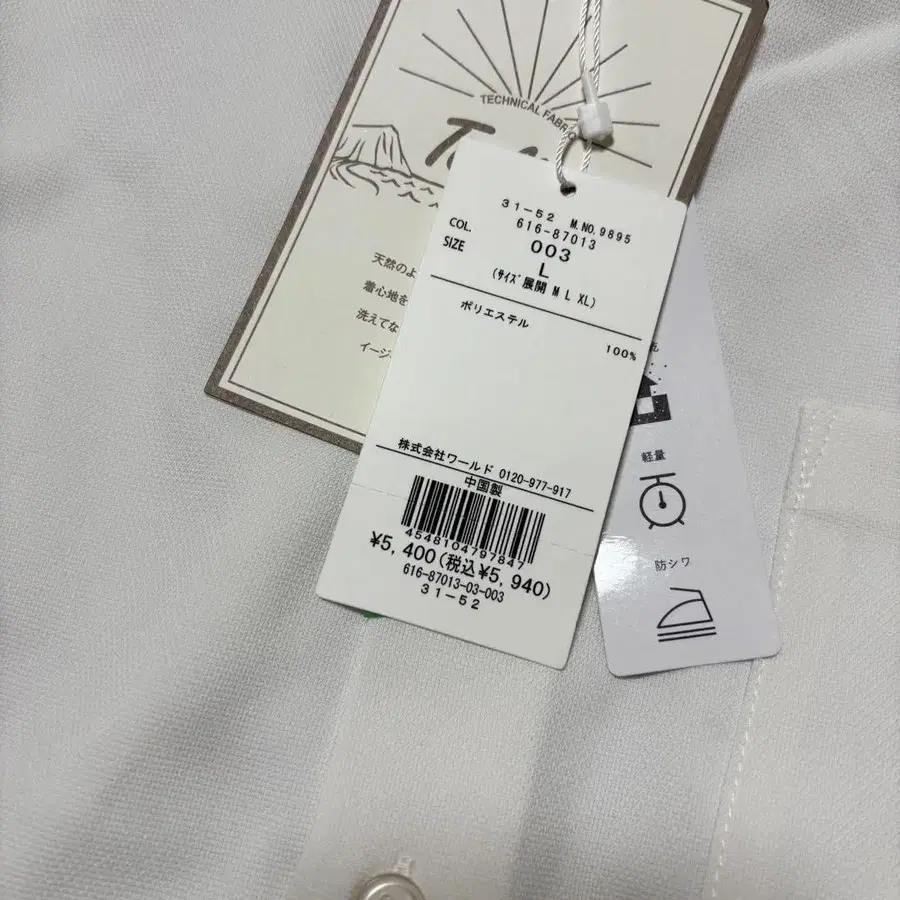 TECHNICAL FABRIC
天然のよ
着心地を
洗えてな
イージ
31-52 M.NO.9895
616-87013
COL. 003
SIZE L
(サイズ展開 M L XL)
ポリエステル
100%
株式会社ワールド 0120-977-917
中国製
4548104797847
¥5,400(税込¥5,940)
616-87013-03-003
31-52
軽量
防シワ